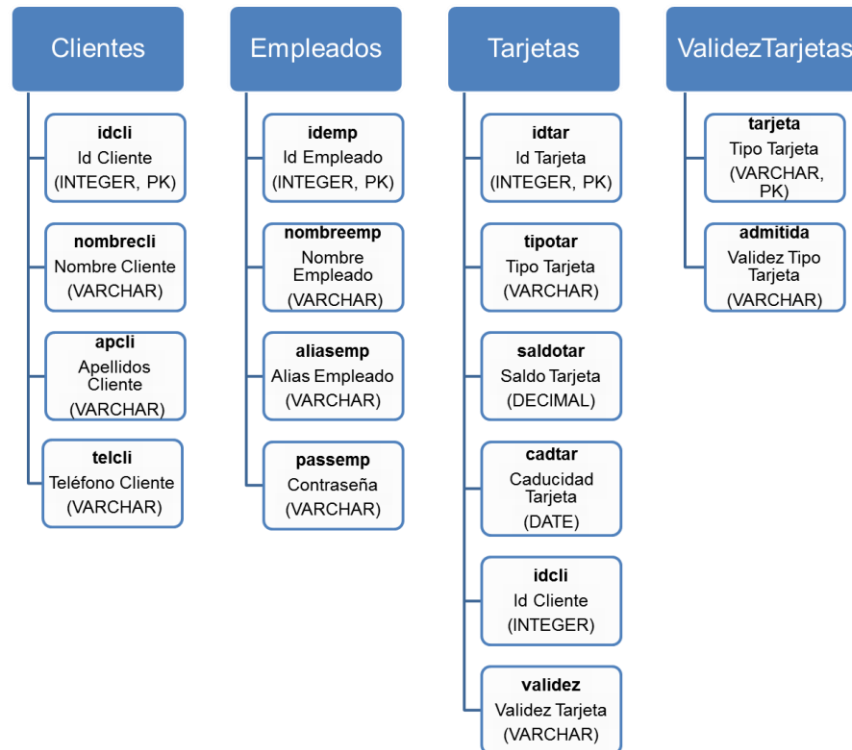 Clientes
idcli
Id Cliente
(INTEGER, PK)
nombrecli
Nombre Cliente
(VARCHAR)
apcli
Apellidos
Cliente
(VARCHAR)
telcli
Teléfono Cliente
(VARCHAR)
Empleados
idemp
Id Empleado
(INTEGER, PK)
nombreemp
Nombre
Empleado
(VARCHAR)
aliasemp
Alias Empleado
(VARCHAR)
passemp
Contraseña
(VARCHAR)
Tarjetas
idtar
Id Tarjeta
(INTEGER, PK)
tipotar
Tipo Tarjeta
(VARCHAR)
saldotar
Saldo Tarjeta
(DECIMAL)
cadtar
Caducidad
Tarjeta
(DATE)
idcli
Id Cliente
(INTEGER)
validez
Validez Tarjeta
(VARCHAR)
ValidezTarjetas
tarjeta
Tipo Tarjeta
(VARCHAR,
PK)
admitida
Validez Tipo
Tarjeta
(VARCHAR)